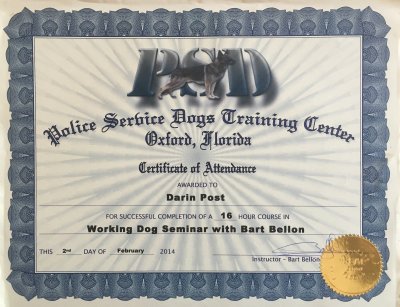 PSD
Police Service Dogs Training Center
Oxford, Florida
Certificate of Attendance
AWARDED TO
Darin Post
FOR SUCCESSFUL COMPLETION OF A 16 HOUR COURSE IN
Working Dog Seminar with Bart Bellon
THIS 2nd DAY OF February 2014
Instructor - Bart Bellon